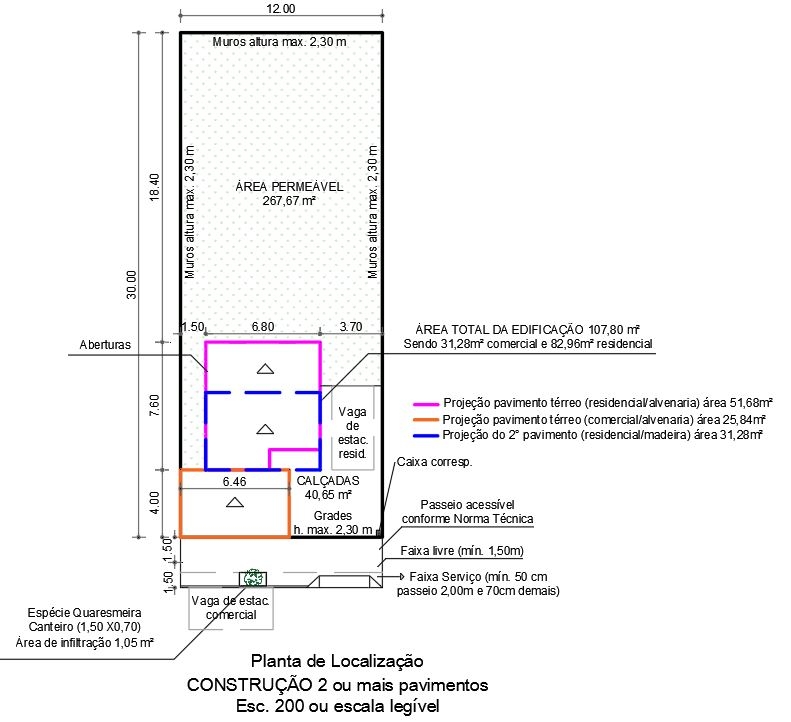 12.00
Muros altura max. 2,30 m
Muros altura max. 2,30 m
Muros altura max. 2,30 m
18.40
30.00
ÁREA PERMEÁVEL
267,67 m²
1.50
6.80
3.70
Aberturas
ÁREA TOTAL DA EDIFICAÇÃO 107,80 m²
Sendo 31,28m² comercial e 82,96m² residencial
7.60
Vaga
de
estac.
resid.
Projeção pavimento térreo (residencial/alvenaria) área 51,68m²
Projeção pavimento térreo (comercial/alvenaria) área 25,84m²
Projeção do 2° pavimento (residencial/madeira) área 31,28m²
Caixa corresp.
6.46
CALÇADAS
40,65 m²
4.00
Grades
h. max. 2,30 m
Passeio acessível
conforme Norma Técnica
1.50
Faixa livre (mín. 1,50m)
1.50
Faixa Serviço (mín. 50 cm
passeio 2,00m e 70cm demais)
Vaga de estac.
comercial
Espécie Quaresmeira
Canteiro (1,50 X0,70)
Área de infiltração 1,05 m²
Planta de Localização
CONSTRUÇÃO 2 ou mais pavimentos
Esc. 200 ou escala legível